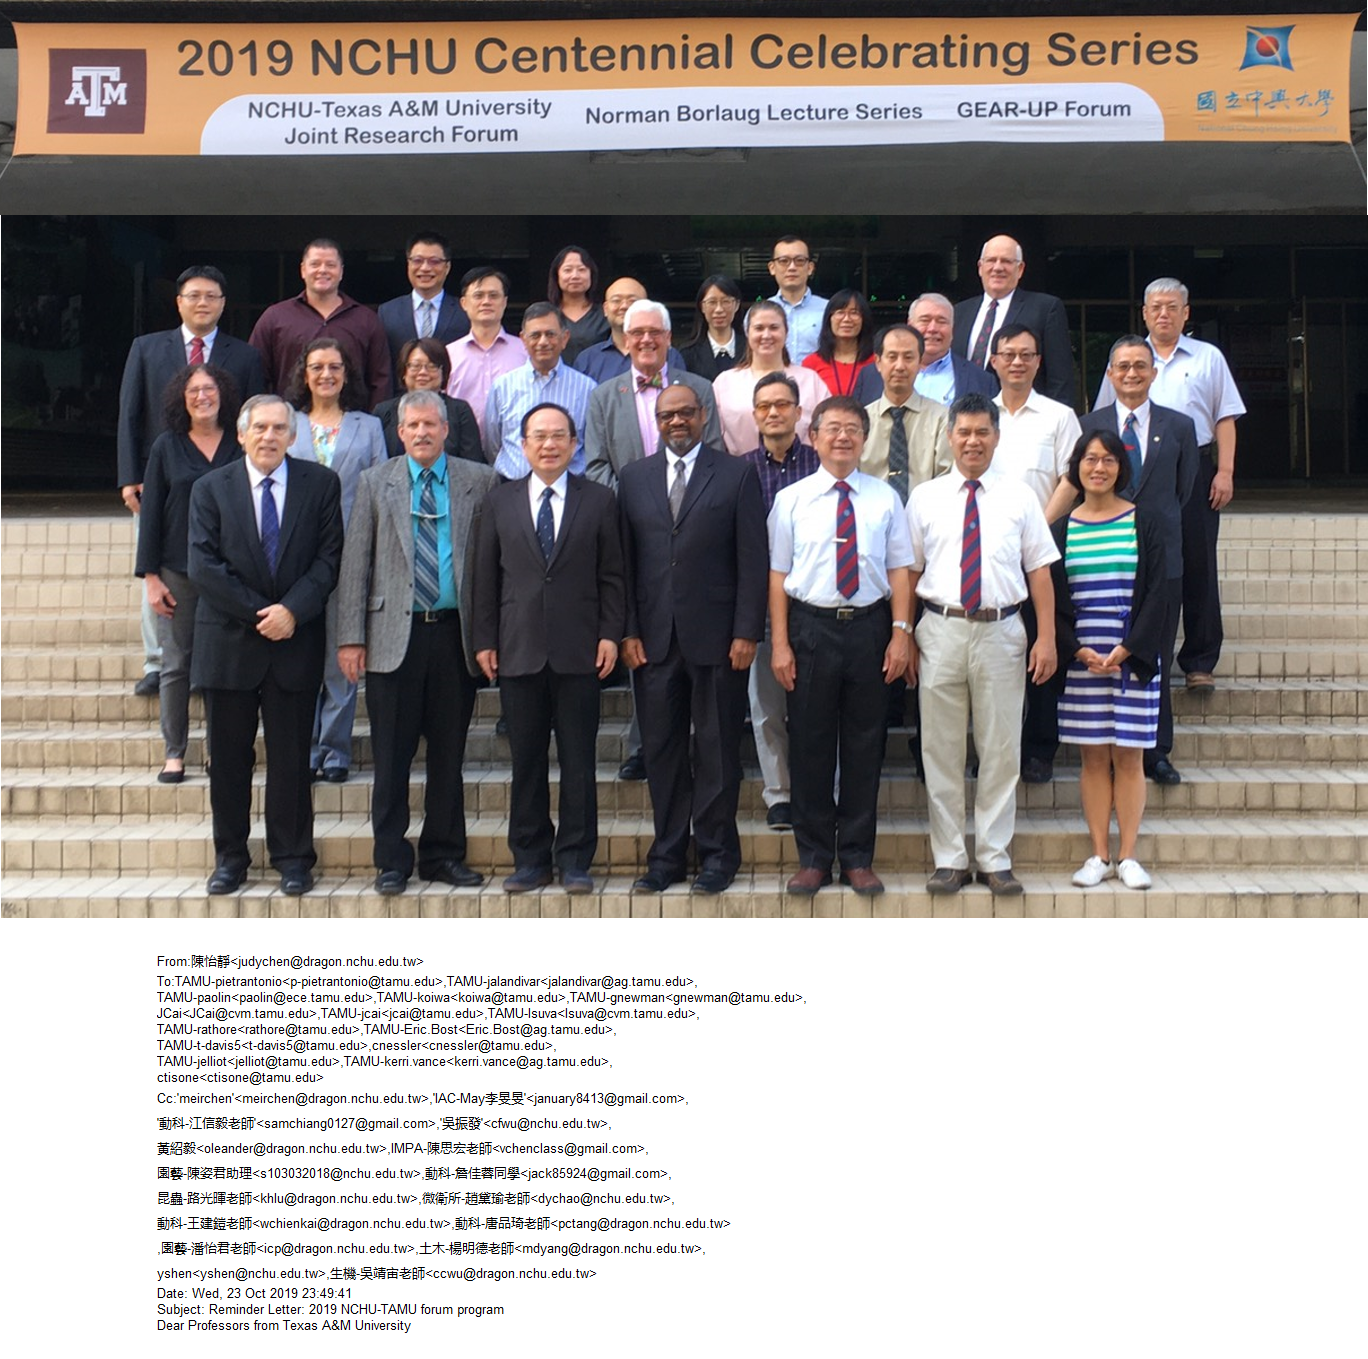 2019 NCHU Centennial Celebrating Series
ATM
NCHU-Texas A&M University
Joint Research Forum
Norman Borlaug Lecture Series
GEAR-UP Forum
國立中興大學
National Chung Hsing University
From:陳怡靜<judychen@dragon.nchu.edu.tw>
To:TAMU-pietrantonio<p-pietrantonio@tamu.edu>,TAMU-jalandivar<jalandivar@ag.tamu.edu>,
TAMU-paolin<paolin@ece.tamu.edu>,TAMU-koiwa<koiwa@tamu.edu>,TAMU-gnewman<gnewman@tamu.edu>,
JCai<JCai@cvm.tamu.edu>,TAMU-jcai<jcai@tamu.edu>,TAMU-lsuva<lsuva@cvm.tamu.edu>,
TAMU-rathore<rathore@tamu.edu>,TAMU-Eric.Bost<Eric.Bost@ag.tamu.edu>,
TAMU-t-davis5<t-davis5@tamu.edu>,cnessler<cnessler@tamu.edu>,
TAMU-jelliot<jelliot@tamu.edu>,TAMU-kerri.vance<kerri.vance@ag.tamu.edu>,
ctisone<ctisone@tamu.edu>
Cc:'meirchen'<meirchen@dragon.nchu.edu.tw>,'IAC-May李旻旻'<january8413@gmail.com>,
'動科-江信毅老師'<samchiang0127@gmail.com>,'吳振發'<cfwu@nchu.edu.tw>,
黃紹毅<oleander@dragon.nchu.edu.tw>,IMPA-陳思宏老師<vchenclass@gmail.com>,
園藝-陳姿君助理<s103032018@nchu.edu.tw>,動科-詹佳蓉同學<jack85924@gmail.com>,
昆蟲-路光暉老師<khlu@dragon.nchu.edu.tw>,微衛所-趙黛瑜老師<dychao@nchu.edu.tw>,
動科-王建鎧老師<wchienkai@dragon.nchu.edu.tw>,動科-唐品琦老師<pctang@dragon.nchu.edu.tw>
,園藝-潘怡君老師<icp@dragon.nchu.edu.tw>,土木-楊明德老師<mdyang@dragon.nchu.edu.tw>,
yshen<yshen@nchu.edu.tw>,生機-吳靖宙老師<ccwu@dragon.nchu.edu.tw>
Date: Wed, 23 Oct 2019 23:49:41
Subject: Reminder Letter: 2019 NCHU-TAMU forum program
Dear Professors from Texas A&M University